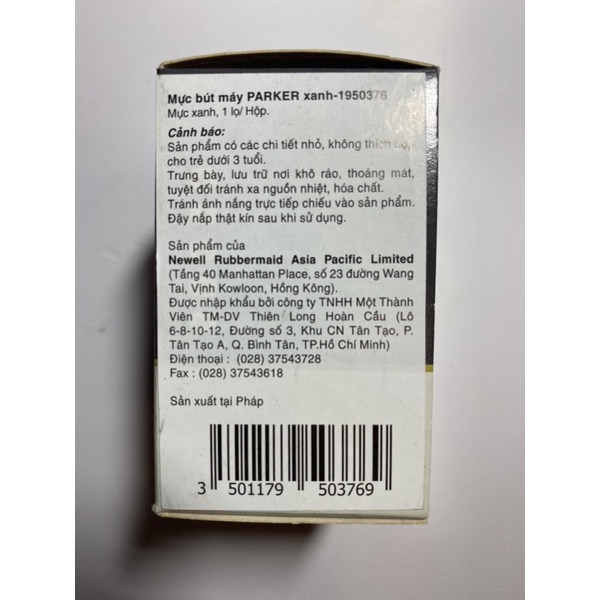 Mực bút máy PARKER xanh-1950376
Mực xanh, 1 lọ/ Hộp.
Cảnh báo:
Sản phẩm có các chi tiết nhỏ, không thích hợp
cho trẻ dưới 3 tuổi.
Trưng bày, lưu trữ nơi khô ráo, thoáng mát,
tuyệt đối tránh xa nguồn nhiệt, hóa chất.
Tránh ánh nắng trực tiếp chiếu vào sản phẩm.
Đậy nắp thật kín sau khi sử dụng.
Sản phẩm của
Newell Rubbermaid Asia Pacific Limited
(Tầng 40 Manhattan Place, số 23 đường Wang
Tai, Vịnh Kowloon, Hồng Kông).
Được nhập khẩu bởi công ty TNHH Một Thành
Viên TM-DV Thiên Long Hoàn Cầu (Lô
6-8-10-12, Đường số 3, Khu CN Tân Tạo, P.
Tân Tạo A, Q. Bình Tân, TP.Hồ Chí Minh)
Điện thoại : (028) 37543728
Fax : (028) 37543618
Sản xuất tại Pháp
3 501179 503769